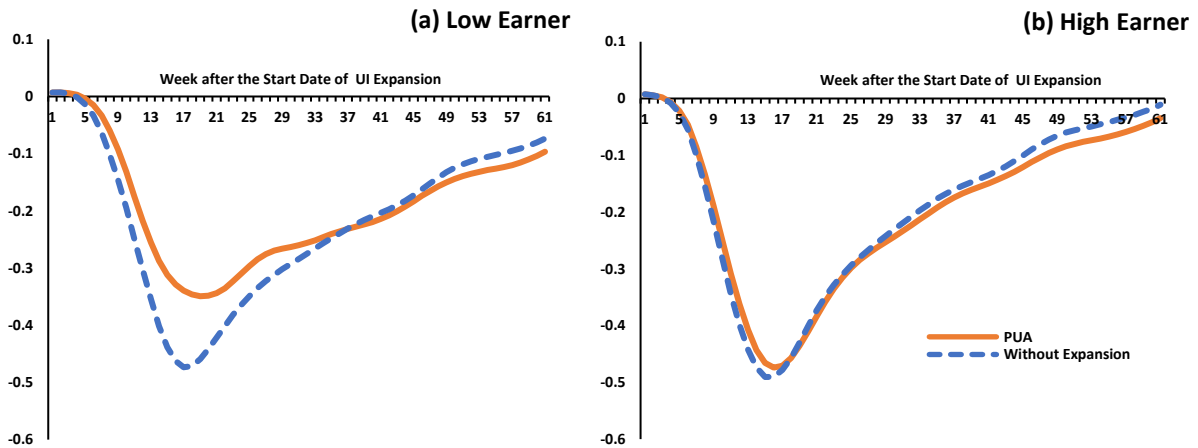 (a) Low Earner
0.1
Week after the Start Date of UI Expansion
0
1 5 9 13 17 21 25 29 33 37 41 45 49 53 57 61
-0.1
-0.2
-0.3
-0.4
-0.5
-0.6
(b) High Earner
0.1
Week after the Start Date of UI Expansion
0
1 5 9 13 17 21 25 29 33 37 41 45 49 53 57 61
-0.1
-0.2
-0.3
-0.4
PUA
Without Expansion
-0.5
-0.6